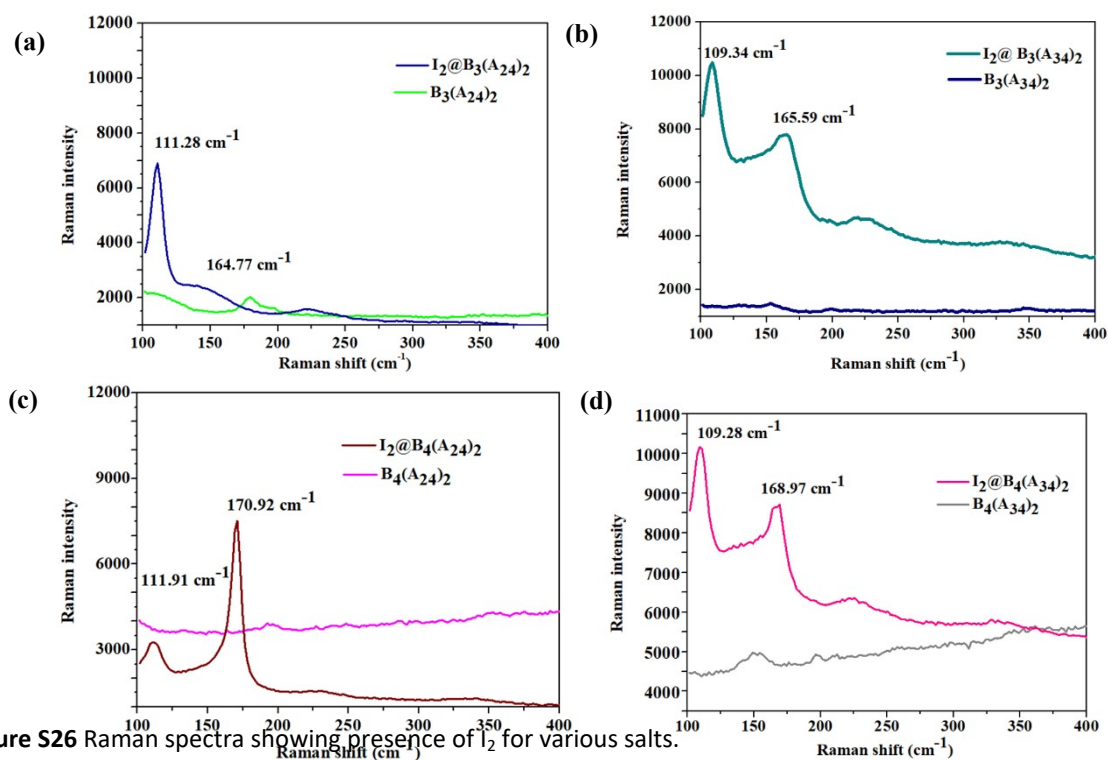 (a)
I₂@B₃(A₂₄)₂
B₃(A₂₄)₂
111.28 cm⁻¹
164.77 cm⁻¹
Raman intensity
12000
10000
8000
6000
4000
2000
100 150 200 250 300 350 400
Raman shift (cm⁻¹)
(b)
I₂@ B₃(A₃₄)₂
B₃(A₃₄)₂
109.34 cm⁻¹
165.59 cm⁻¹
Raman intensity
12000
10000
8000
6000
4000
2000
100 150 200 250 300 350 400
Raman shift (cm⁻¹)
(c)
I₂@B₄(A₂₄)₂
B₄(A₂₄)₂
170.92 cm⁻¹
111.91 cm⁻¹
Raman intensity
12000
9000
6000
3000
100 150 200 250 300 350 400
Raman shift (cm⁻¹)
(d)
I₂@B₄(A₃₄)₂
B₄(A₃₄)₂
109.28 cm⁻¹
168.97 cm⁻¹
Raman intensity
11000
10000
9000
8000
7000
6000
5000
4000
100 150 200 250 300 350 400
Raman shift (cm⁻¹)
ure S26 Raman spectra showing presence of I₂ for various salts.